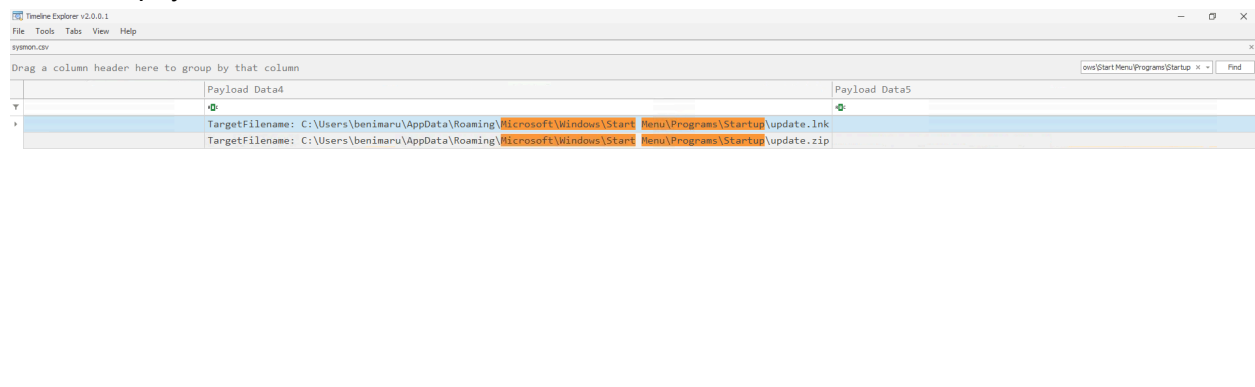 Timeline Explorer v2.0.0.1
File Tools Tabs View Help
sysmon.csv
Drag a column header here to group by that column
ows\Start Menu\Programs\Startup
Find
Payload Data4 Payload Data5
TargetFilename: C:\Users\benimaru\AppData\Roaming\Microsoft\Windows\Start Menu\Programs\Startup\update.lnk
TargetFilename: C:\Users\benimaru\AppData\Roaming\Microsoft\Windows\Start Menu\Programs\Startup\update.zip